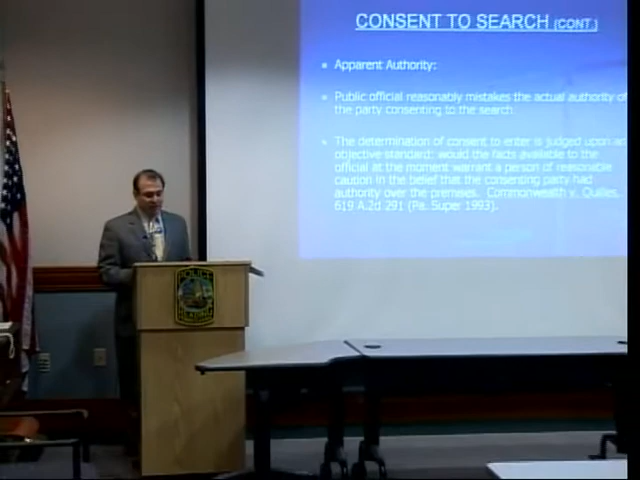 CONSENT TO SEARCH (CONT.)
Apparent Authority:
Public official reasonably mistakes the actual authority of
the party consenting to the search
The determination of consent to enter is judged upon an
objective standard: would the facts available to the
official at the moment warrant a person of reasonable
caution in the belief that the consenting party had
authority over the premises. Commonwealth v. Quiles,
619 A.2d 291 (Pa. Super 1993).
POLICE